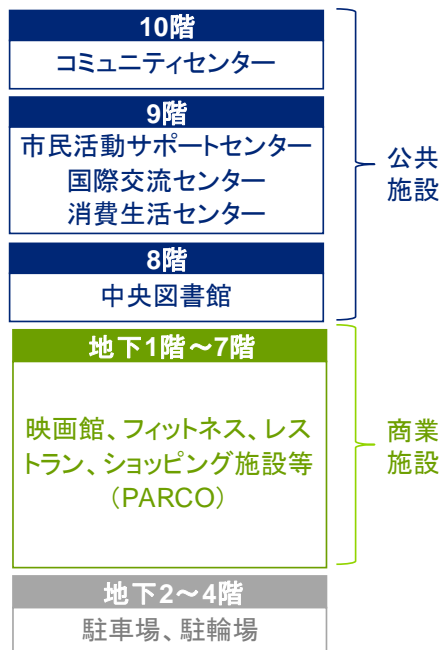 10階
コミュニティセンター
9階
市民活動サポートセンター
国際交流センター
消費生活センター
公共
施設
8階
中央図書館
地下1階～7階
映画館、フィットネス、レス
トラン、ショッピング施設等
（PARCO）
商業
施設
地下2～4階
駐車場、駐輪場